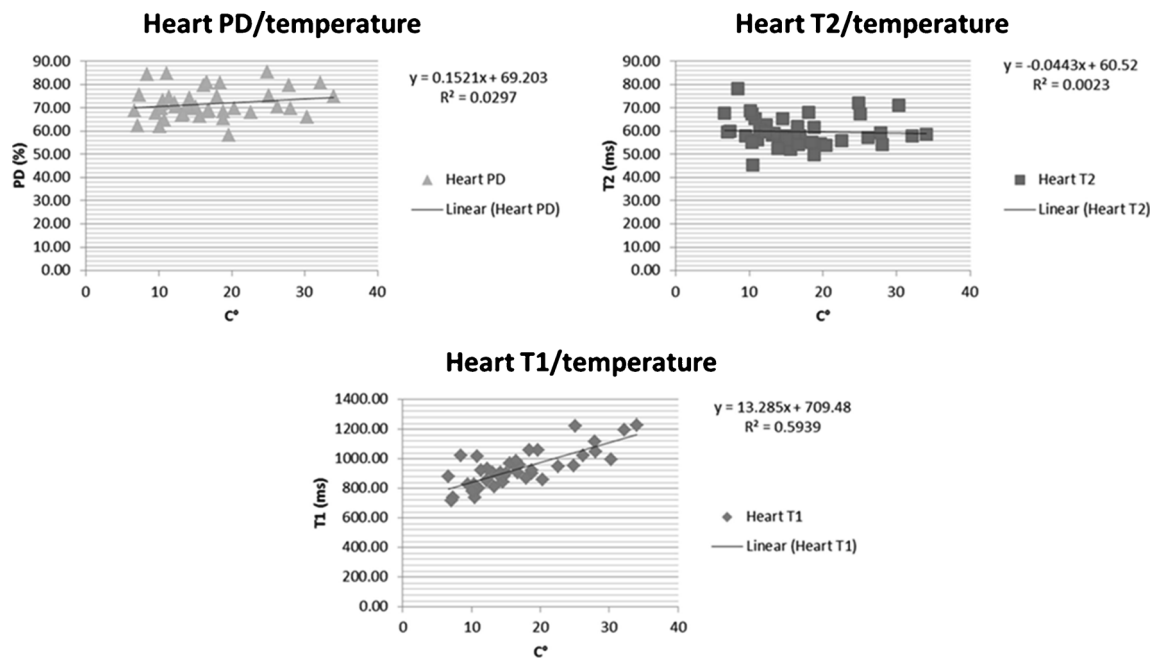 Heart PD/temperature
90.00
80.00
70.00
60.00
50.00
40.00
30.00
20.00
10.00
0.00
PD (%)
0 10 20 30 40
C°
y = 0.1521x + 69.203
R² = 0.0297
Heart PD
Linear (Heart PD)
Heart T2/temperature
90.00
80.00
70.00
60.00
50.00
40.00
30.00
20.00
10.00
0.00
T2 (ms)
0 10 20 30 40
C°
y = -0.0443x + 60.52
R² = 0.0023
Heart T2
Linear (Heart T2)
Heart T1/temperature
1400.00
1200.00
1000.00
800.00
600.00
400.00
200.00
0.00
T1 (ms)
0 10 20 30 40
C°
y = 13.285x + 709.48
R² = 0.5939
Heart T1
Linear (Heart T1)